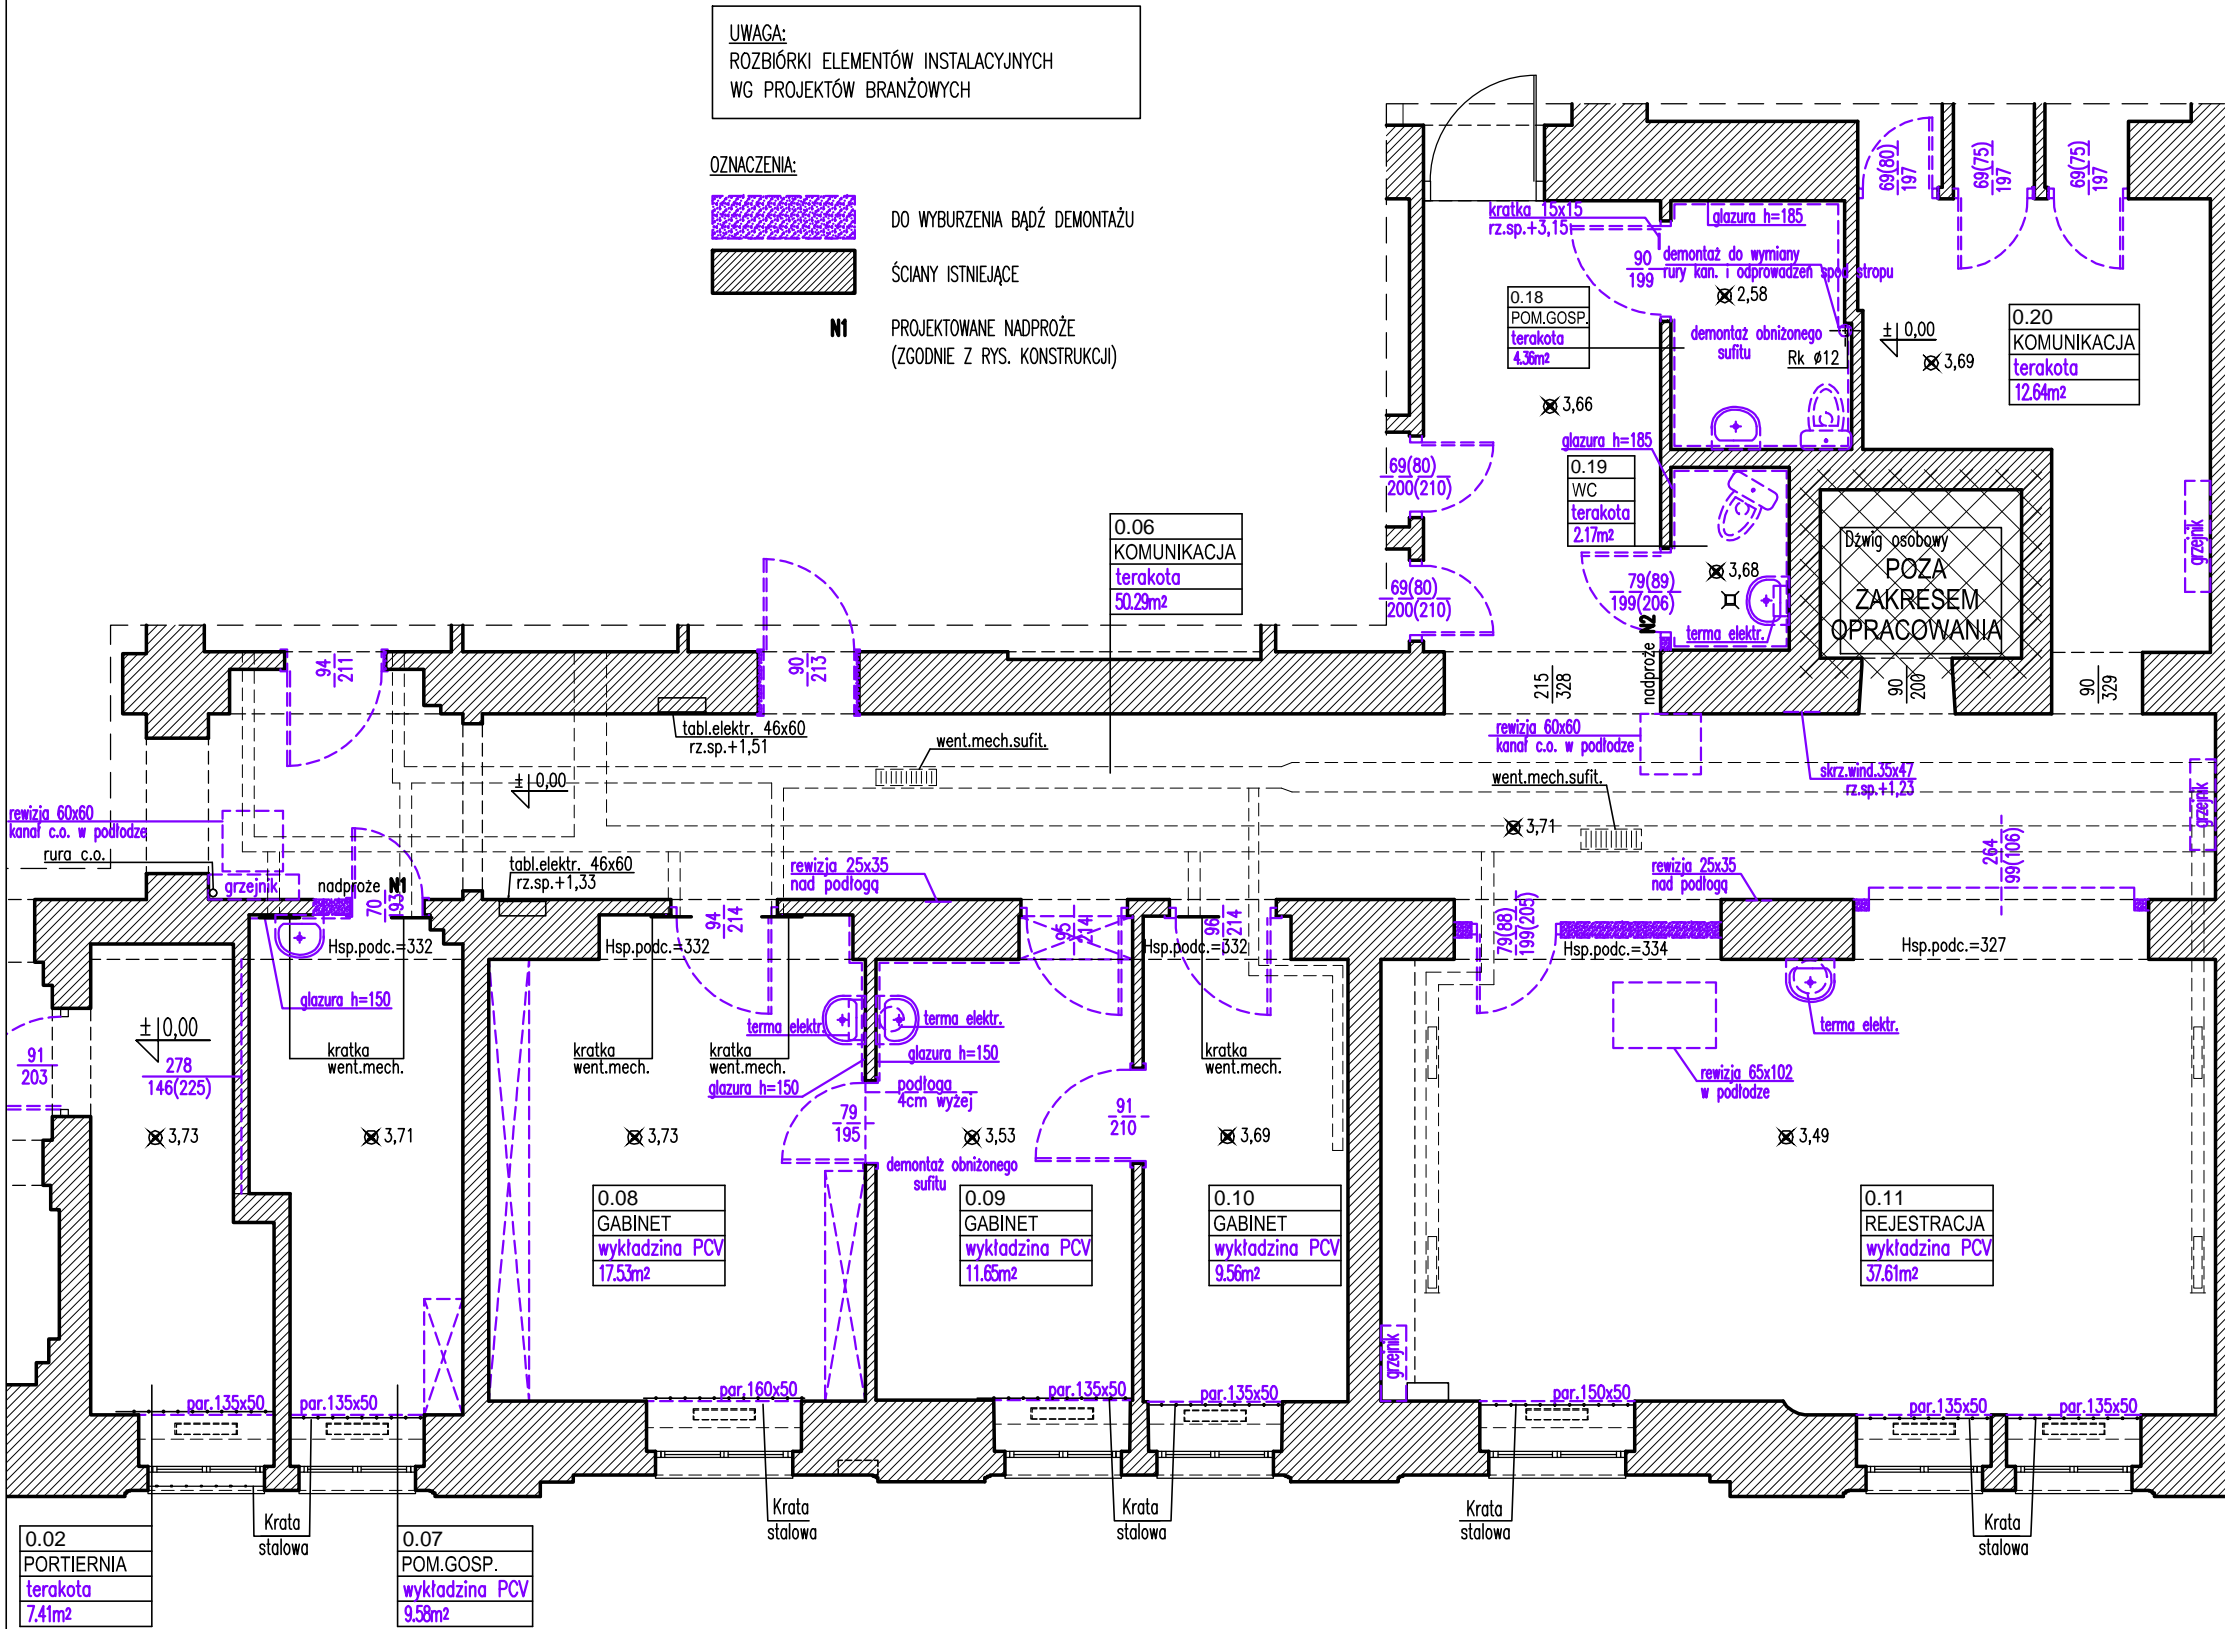 UWAGA:
ROZBIÓRKI ELEMENTÓW INSTALACYJNYCH
WG PROJEKTÓW BRANŻOWYCH
OZNACZENIA:
DO WYBURZENIA BĄDŹ DEMONTAŻU
ŚCIANY ISTNIEJĄCE
N1
PROJEKTOWANE NADPROŻE
(ZGODNIE Z RYS. KONSTRUKCJI)
69(80)
197
69(75)
197
69(75)
197
kratka 15x15
rz.sp.+3,15
glazura h=185
90
199
demontaż do wymiany
rury kan. i odprowadzeń spod stropu
2,58
0.18
POM.GOSP.
terakota
4.36m²
demontaż obniżonego
sufitu
Rk ø12
±0,00
3,69
0.20
KOMUNIKACJA
terakota
12.64m²
3,66
glazura h=185
69(80)
200(210)
0.19
WC
terakota
2.17m²
grzejnik
0.06
KOMUNIKACJA
terakota
50.29m²
Dźwig osobowy
POZA
ZAKRESEM
OPRACOWANIA
3,68
79(89)
199(206)
69(80)
200(210)
terma elektr.
nadproże N2
94
211
90
213
215
328
90
200
90
329
tabl.elektr. 46x60
rz.sp.+1,51
went.mech.sufit.
rewizja 60x60
kanał c.o. w podłodze
went.mech.sufit.
skrz.wind.35x47
rz.sp.+1,23
grzejnik
±0,00
rewizja 60x60
kanał c.o. w podłodze
rura c.o.
3,71
264
99(106)
tabl.elektr. 46x60
rz.sp.+1,33
rewizja 25x35
nad podłogą
rewizja 25x35
nad podłogą
grzejnik
nadproże N1
70
193
94
214
95
214
96
214
79(88)
199(205)
Hsp.podc.=332
Hsp.podc.=332
Hsp.podc.=332
Hsp.podc.=334
Hsp.podc.=327
glazura h=150
±0,00
91
203
278
146(225)
kratka
went.mech.
kratka
went.mech.
kratka
went.mech.
kratka
went.mech.
terma elektr.
terma elektr.
terma elektr.
glazura h=150
glazura h=150
podłoga
4cm wyżej
rewizja 65x102
w podłodze
79
195
91
210
3,73
3,71
3,73
3,53
3,69
3,49
demontaż obniżonego
sufitu
0.08
GABINET
wykładzina PCV
17.53m²
0.09
GABINET
wykładzina PCV
11.65m²
0.10
GABINET
wykładzina PCV
9.56m²
0.11
REJESTRACJA
wykładzina PCV
37.61m²
grzejnik
par.135x50
par.135x50
par.160x50
par.135x50
par.135x50
par.150x50
par.135x50
par.135x50
Krata
stalowa
Krata
stalowa
Krata
stalowa
Krata
stalowa
Krata
stalowa
0.02
PORTIERNIA
terakota
7.41m²
0.07
POM.GOSP.
wykładzina PCV
9.58m²